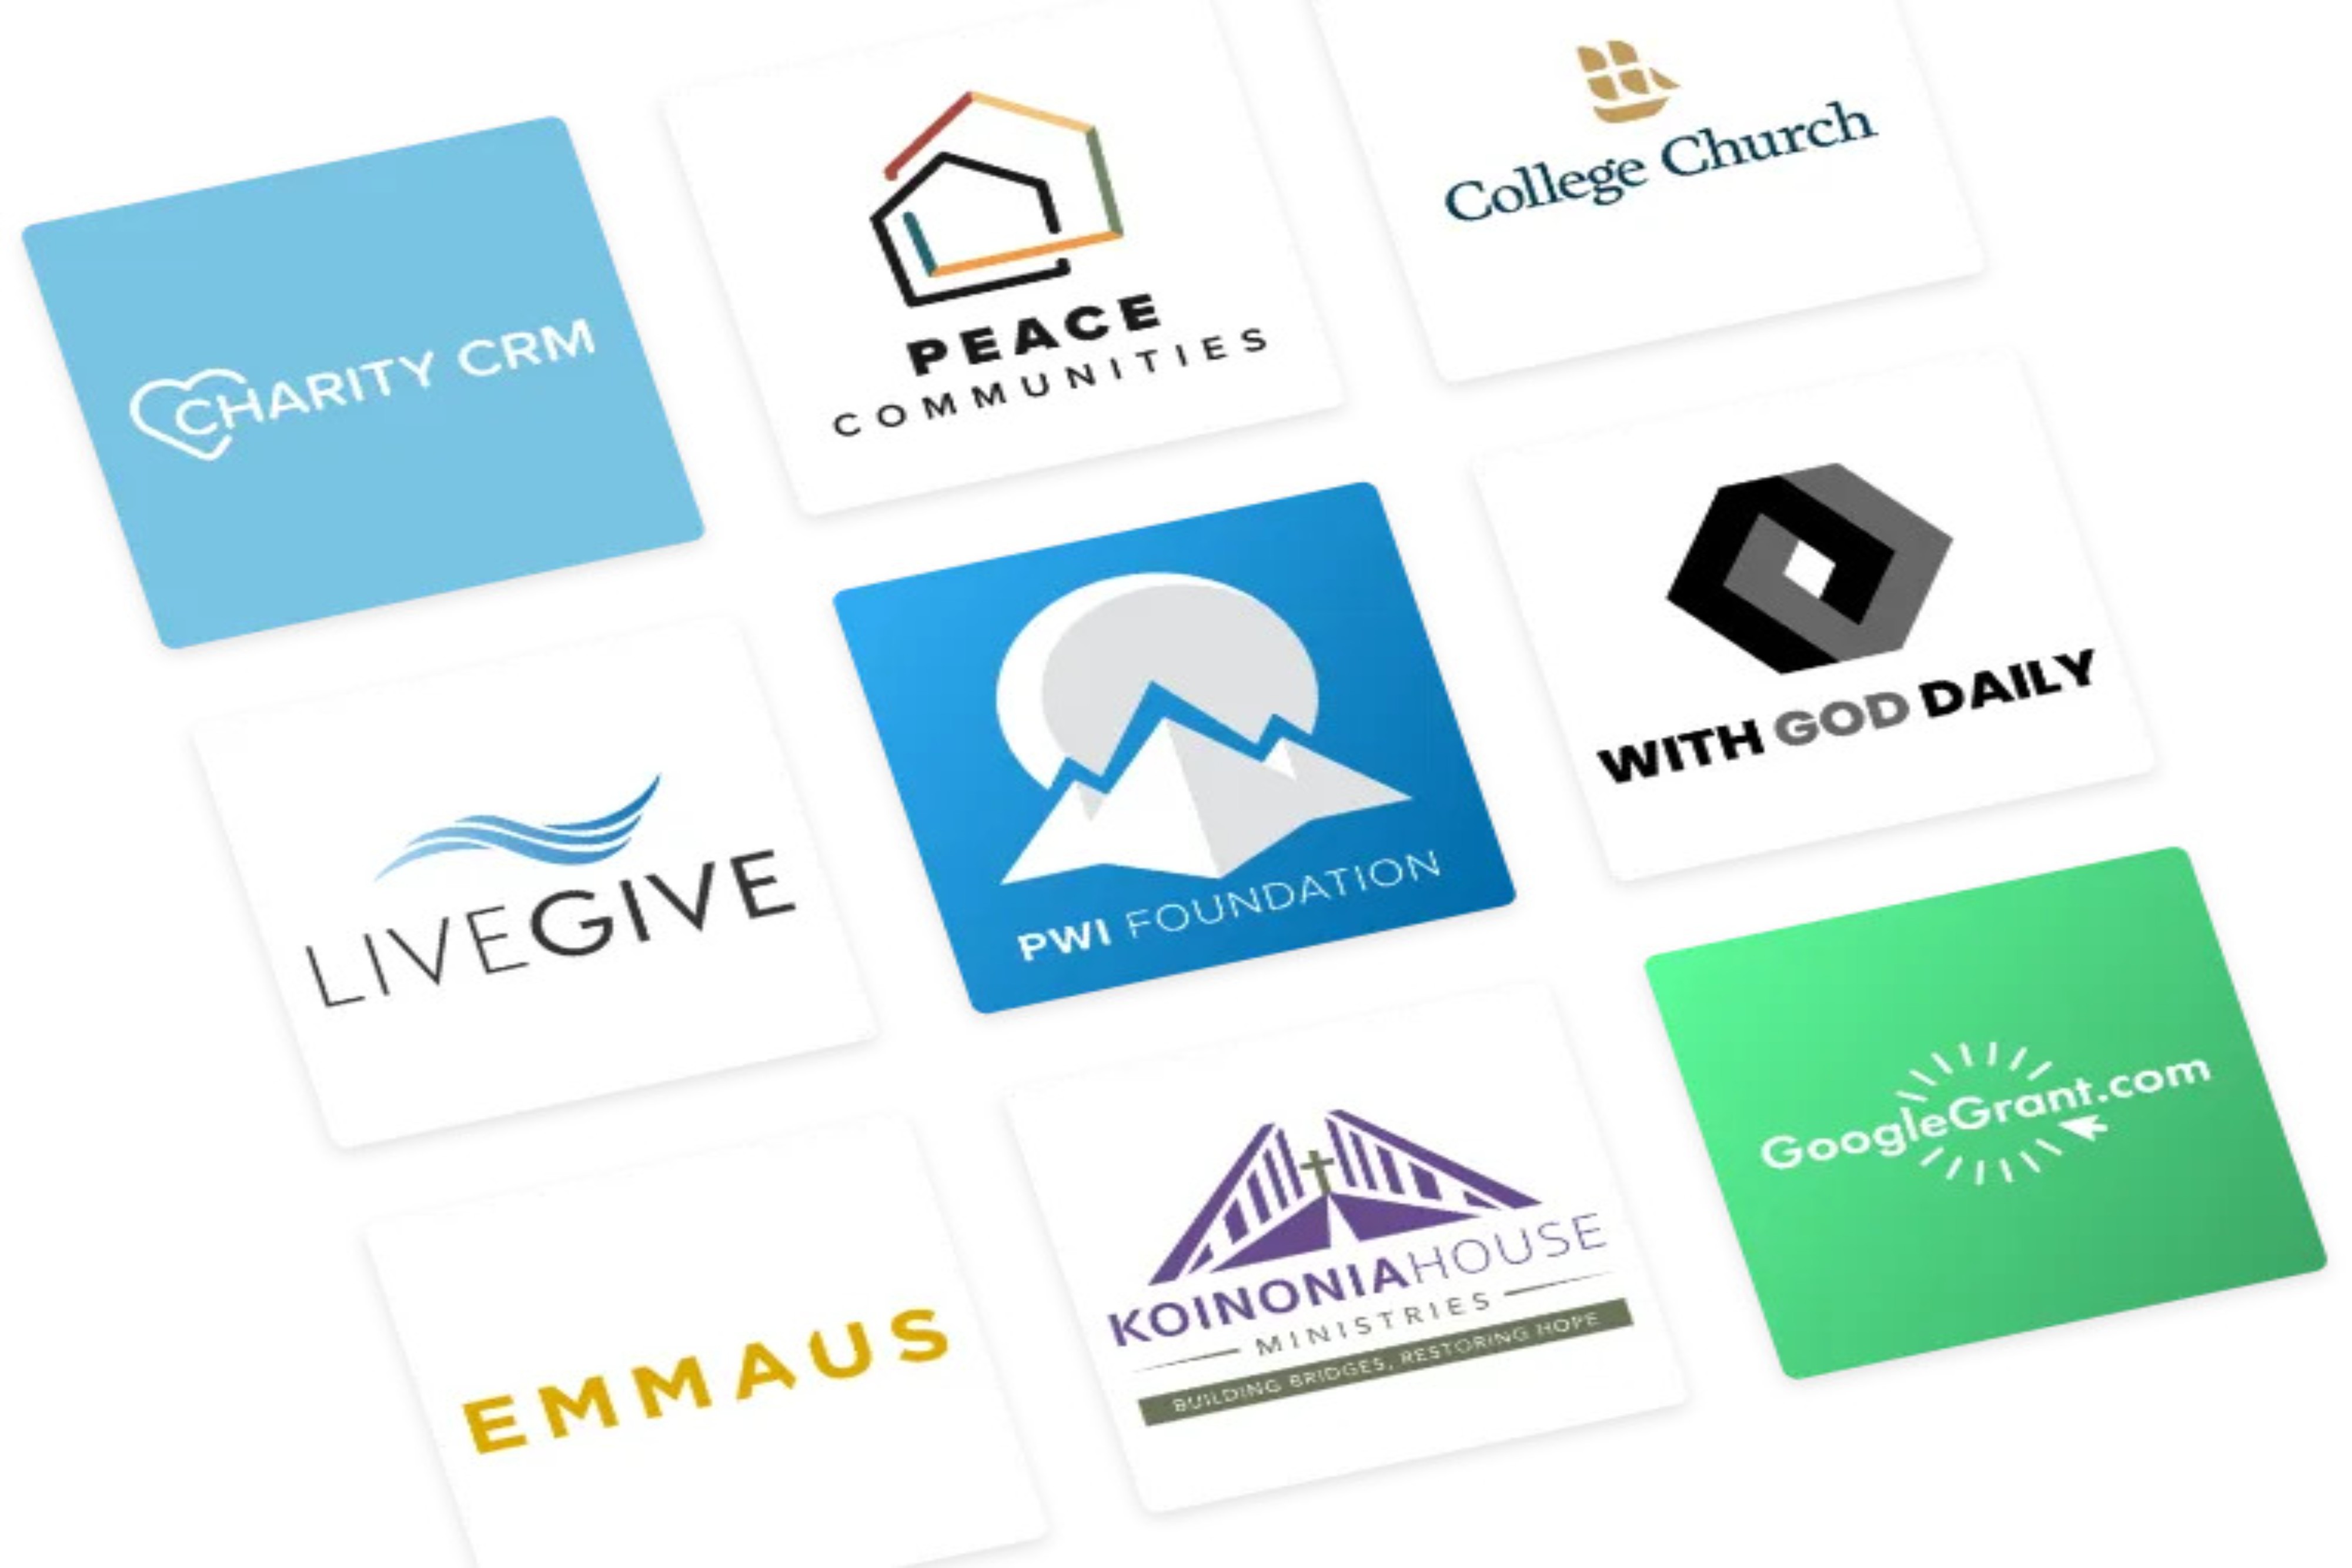 CHARITY CRM
PEACE
COMMUNITIES
College Church
LIVEGIVE
PWI FOUNDATION
WITH GOD DAILY
EMMAUS
KOINONIAHOUSE
MINISTRIES
BUILDING BRIDGES, RESTORING HOPE
GoogleGrant.com